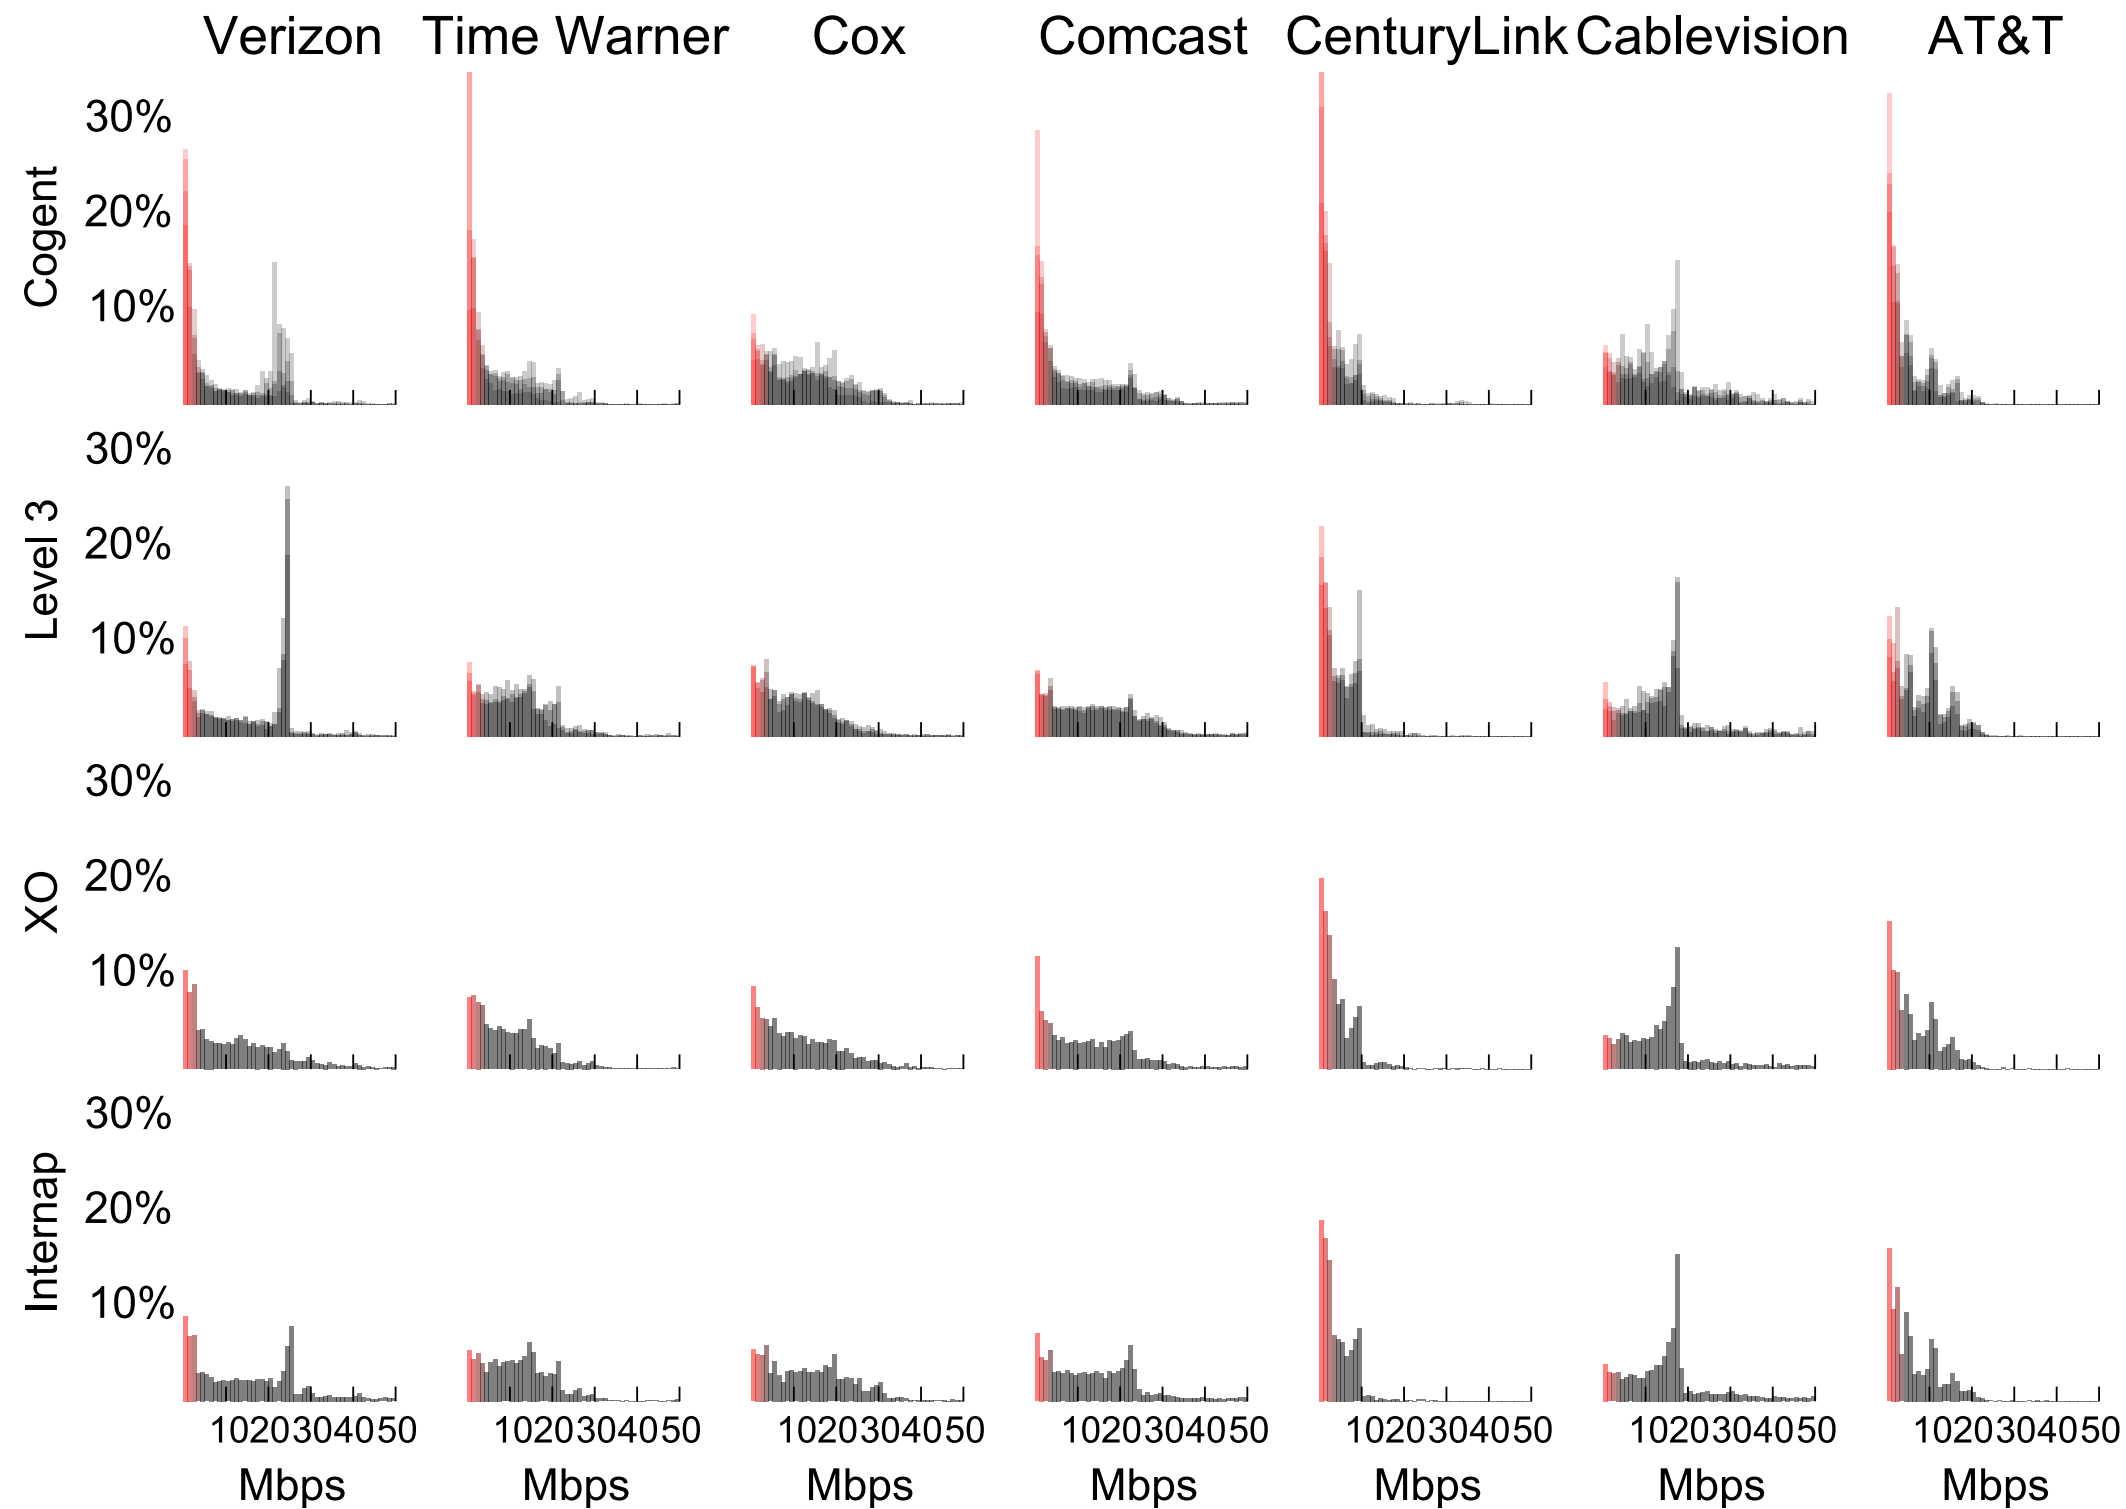 Verizon Time Warner Cox Comcast CenturyLink Cablevision AT&T
Cogent
30%
20%
10%
Level 3
30%
20%
10%
XO
30%
20%
10%
Internap
30%
20%
10%
1020304050 1020304050 1020304050 1020304050 1020304050 1020304050 1020304050
Mbps Mbps Mbps Mbps Mbps Mbps Mbps